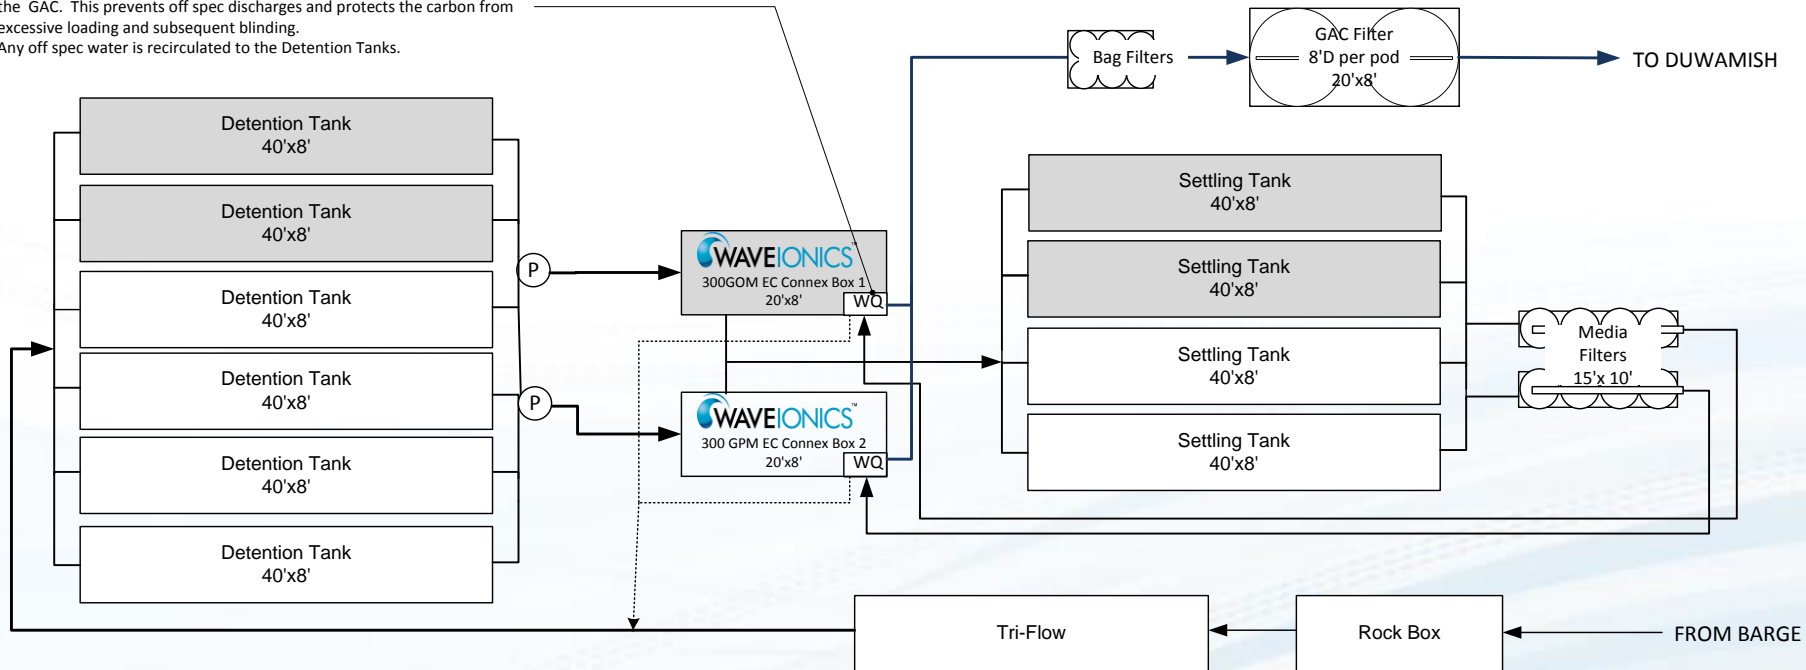 the  GAC.  This prevents off spec discharges and protects the carbon from
excessive loading and subsequent blinding.
Any off spec water is recirculated to the Detention Tanks.
Bag Filters
GAC Filter
8'D per pod
20'x8'
TO DUWAMISH
Detention Tank
40'x8'
Detention Tank
40'x8'
Detention Tank
40'x8'
Detention Tank
40'x8'
Detention Tank
40'x8'
Detention Tank
40'x8'
P
P
WAVEIONICS™
300GOM EC Connex Box 1
20'x8'
WQ
WAVEIONICS™
300 GPM EC Connex Box 2
20'x8'
WQ
Settling Tank
40'x8'
Settling Tank
40'x8'
Settling Tank
40'x8'
Settling Tank
40'x8'
Media
Filters
15'x 10'
Tri-Flow
Rock Box
FROM BARGE